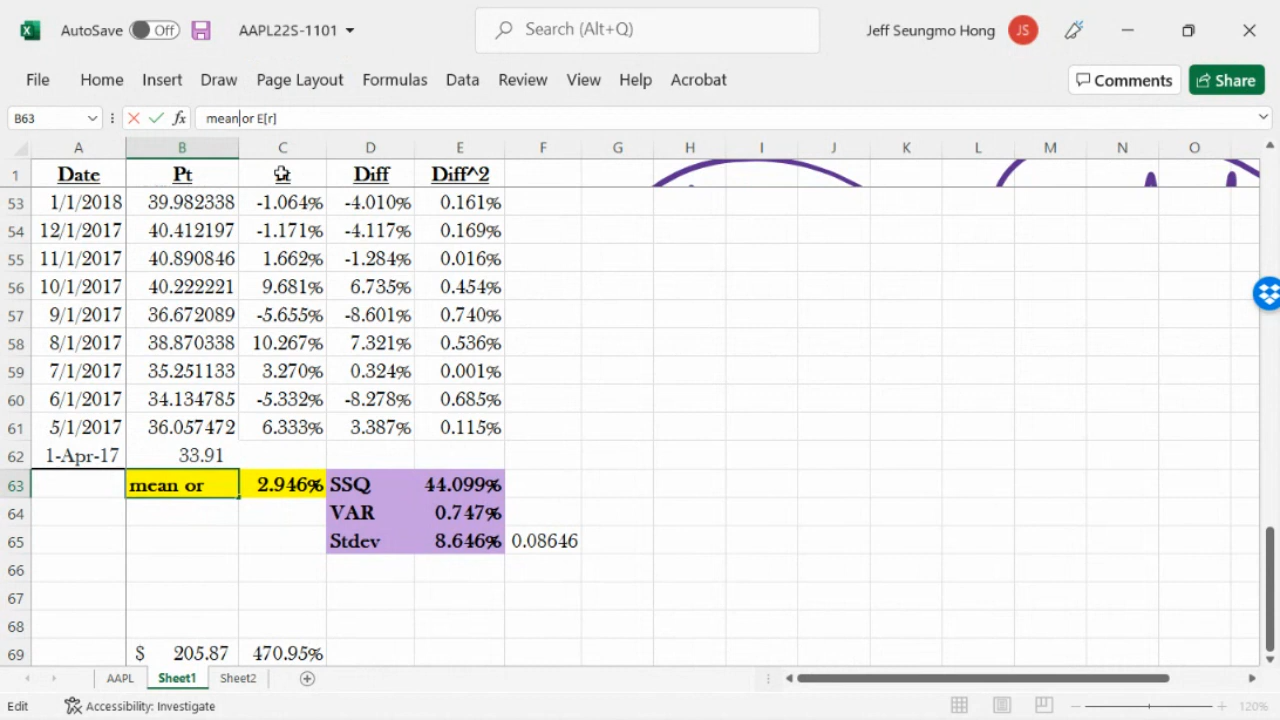 AutoSave Off AAPL22S-1101 Search (Alt+Q) Jeff Seungmo Hong JS
File Home Insert Draw Page Layout Formulas Data Review View Help Acrobat Comments Share
B63 fx mean or E[r]
A B C D E F G H I J K L M N O
1 Date Pt Diff Diff^2
53 1/1/2018 39.982338 -1.064% -4.010% 0.161%
54 12/1/2017 40.412197 -1.171% -4.117% 0.169%
55 11/1/2017 40.890846 1.662% -1.284% 0.016%
56 10/1/2017 40.222221 9.681% 6.735% 0.454%
57 9/1/2017 36.672089 -5.655% -8.601% 0.740%
58 8/1/2017 38.870338 10.267% 7.321% 0.536%
59 7/1/2017 35.251133 3.270% 0.324% 0.001%
60 6/1/2017 34.134785 -5.332% -8.278% 0.685%
61 5/1/2017 36.057472 6.333% 3.387% 0.115%
62 1-Apr-17 33.91
63 mean or 2.946% SSQ 44.099%
64 VAR 0.747%
65 Stdev 8.646% 0.08646
66
67
68
69 $ 205.87 470.95%
AAPL Sheet1 Sheet2
Edit Accessibility: Investigate 120%